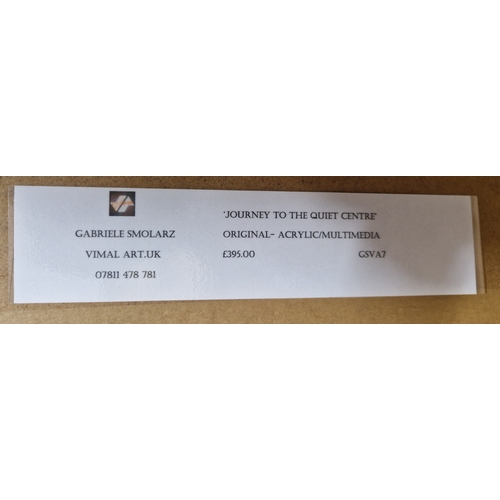 'JOURNEY TO THE QUIET CENTRE'
GABRIELE SMOLARZ
ORIGINAL- ACRYLIC/MULTIMEDIA
VIMAL ART.UK
£395.00
GSVA7
07811 478 781